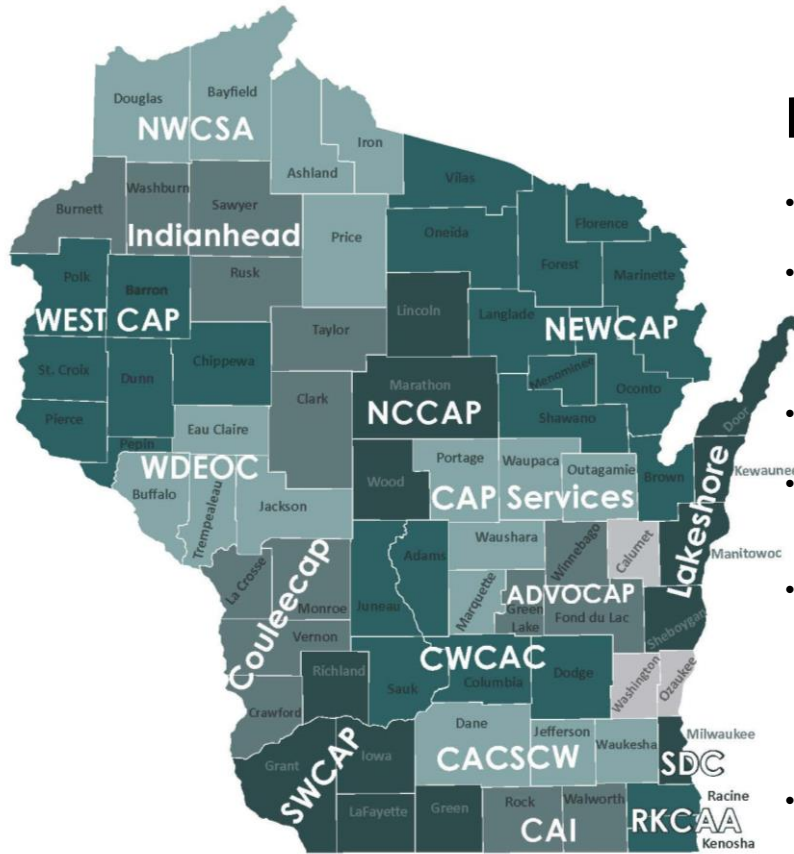 Douglas
Bayfield
NWCSA
Iron
Ashland
Vilas
Washburn
Burnett
Sawyer
Florence
Indianhead
Price
Oneida
Forest
Marinette
Polk
Rusk
Barron
Lincoln
Langlade
WEST CAP
Taylor
NEWCAP
St. Croix
Dunn
Chippewa
Marathon
Menominee
Oconto
Clark
NCCAP
Pierce
Shawano
Eau Claire
Door
Pepin
WDEOC
Portage
Waupaca
Outagamie
Brown
Kewaunee
Wood
CAP Services
Buffalo
Trempealeau
Jackson
Lakeshore
Waushara
Winnebago
Calumet
Manitowoc
Adams
La Crosse
Monroe
Juneau
Marquette
ADVOCAP
Green
Lake
Fond du Lac
Couleecap
Vernon
Sheboygan
CWCAC
Richland
Sauk
Columbia
Dodge
Washington
Ozaukee
Crawford
Dane
Jefferson
Milwaukee
Waukesha
Iowa
CACSCW
SDC
Grant
SWCAP
LaFayette
Green
Rock
Walworth
Racine
CAI
RKCAA
Kenosha